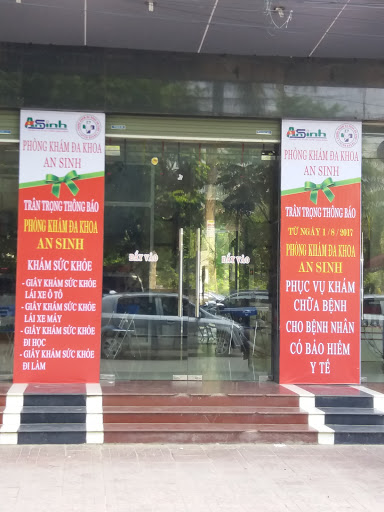 ASinh
PHÒNG KHÁM ĐA KHOA
AN SINH
TRÂN TRỌNG THÔNG BÁO
PHÒNG KHÁM ĐA KHOA
AN SINH
KHÁM SỨC KHỎE
- GIẤY KHÁM SỨC KHỎE
LÁI XE Ô TÔ
- GIẤY KHÁM SỨC KHỎE
LÁI XE MÁY
- GIẤY KHÁM SỨC KHỎE
ĐI HỌC
- GIẤY KHÁM SỨC KHỎE
ĐI LÀM
ĐẨY VÀO
ĐẨY VÀO
ASinh
PHÒNG KHÁM ĐA KHOA
AN SINH
TRÂN TRỌNG THÔNG BÁO
TỪ NGÀY 1/8/2017
PHÒNG KHÁM ĐA KHOA
AN SINH
PHỤC VỤ KHÁM
CHỮA BỆNH
CHO BỆNH NHÂN
CÓ BẢO HIỂM
Y TẾ